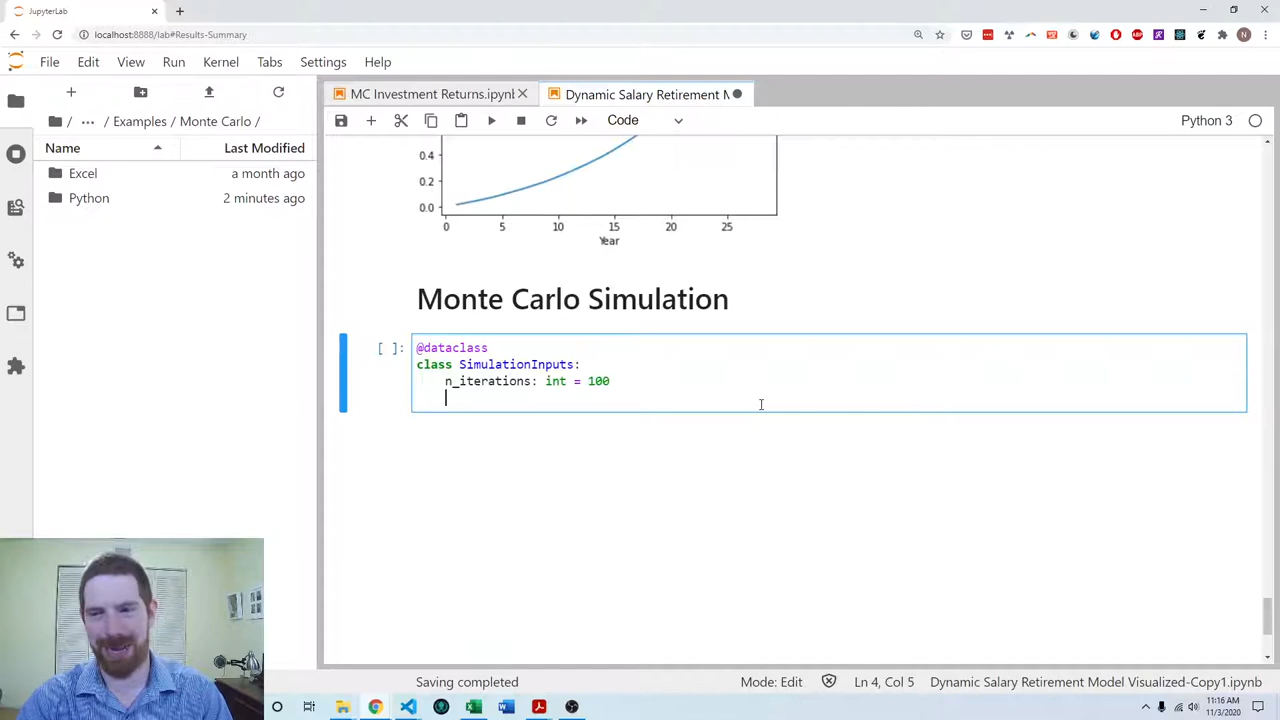 JupyterLab
localhost:8888/lab#Results-Summary
N
File Edit View Run Kernel Tabs Settings Help
MC Investment Returns.ipynb
Dynamic Salary Retirement M
Code
Python 3
/ ··· / Examples / Monte Carlo /
Name Last Modified
Excel a month ago
Python 2 minutes ago
0.4
0.2
0.0
0 5 10 15 20 25
Year
Monte Carlo Simulation
[ ]: @dataclass
class SimulationInputs:
n_iterations: int = 100
Saving completed
Mode: Edit
Ln 4, Col 5
Dynamic Salary Retirement Model Visualized-Copy1.ipynb
11:16 AM
11/3/2020